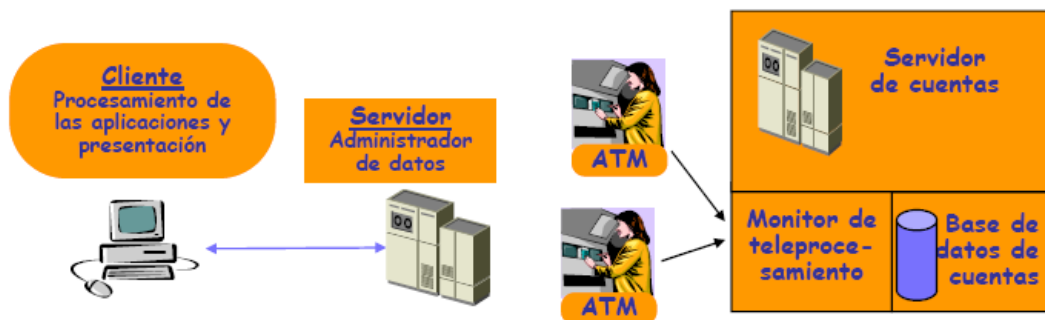 Cliente
Procesamiento de
las aplicaciones y
presentación
Servidor
Administrador
de datos
ATM
ATM
Servidor
de cuentas
Monitor de
teleproce-
samiento
Base de
datos de
cuentas